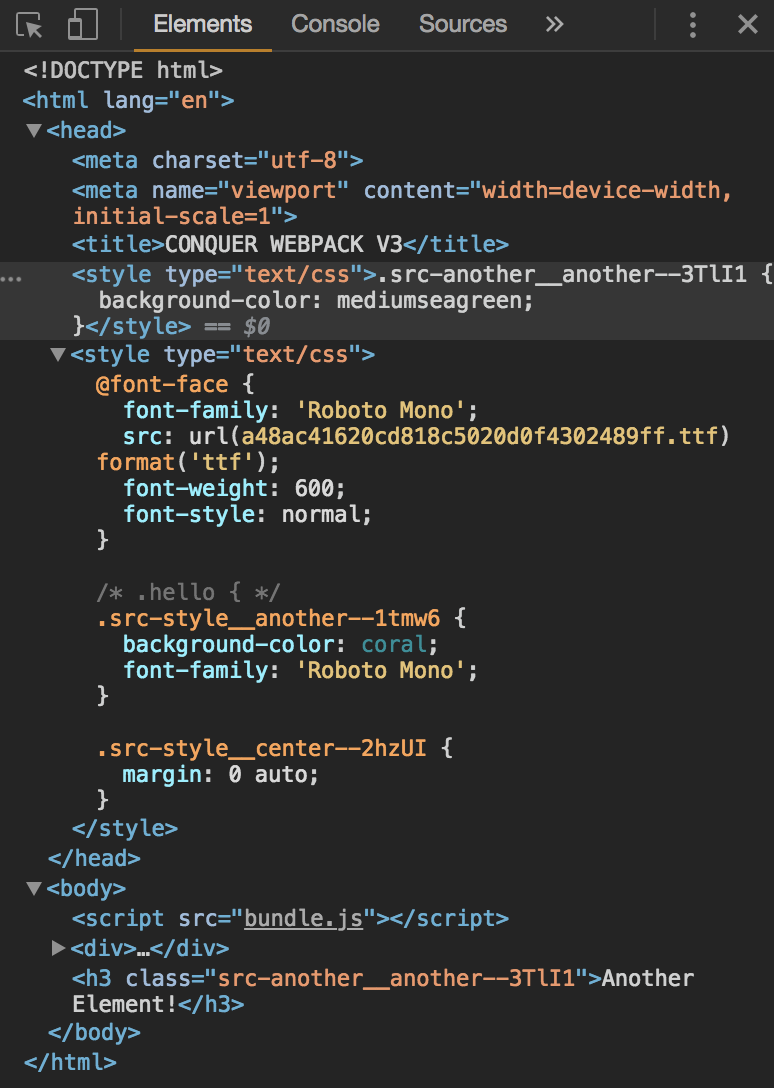 Elements Console Sources »
<!DOCTYPE html>
<html lang="en">
<head>
<meta charset="utf-8">
<meta name="viewport" content="width=device-width,
initial-scale=1">
<title>CONQUER WEBPACK V3</title>
<style type="text/css">.src-another__another--3TlI1 {
background-color: mediumseagreen;
}</style> == $0
<style type="text/css">
@font-face {
font-family: 'Roboto Mono';
src: url(a48ac41620cd818c5020d0f4302489ff.ttf)
format('ttf');
font-weight: 600;
font-style: normal;
}
/* .hello { */
.src-style__another--1tmw6 {
background-color: coral;
font-family: 'Roboto Mono';
}
.src-style__center--2hzUI {
margin: 0 auto;
}
</style>
</head>
<body>
<script src="bundle.js"></script>
<div>…</div>
<h3 class="src-another__another--3TlI1">Another
Element!</h3>
</body>
</html>